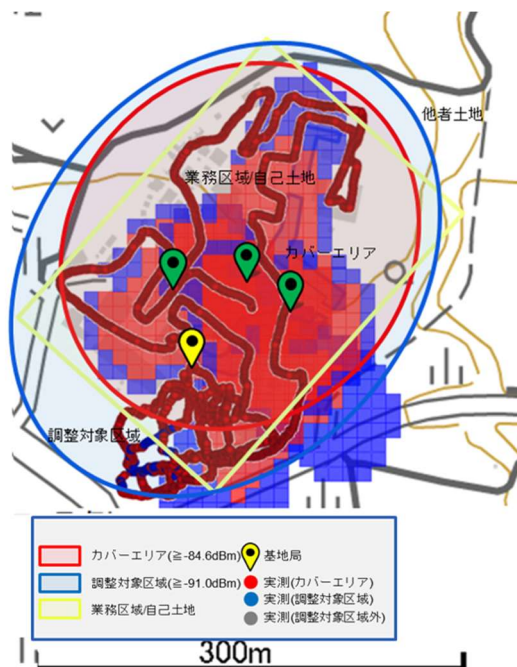 他者土地
業務区域/自己土地
カバーエリア
調整対象区域
カバーエリア(≧-84.6dBm)
基地局
調整対象区域(≧-91.0dBm)
実測(カバーエリア)
業務区域/自己土地
実測(調整対象区域)
実測(調整対象区域外)
300m